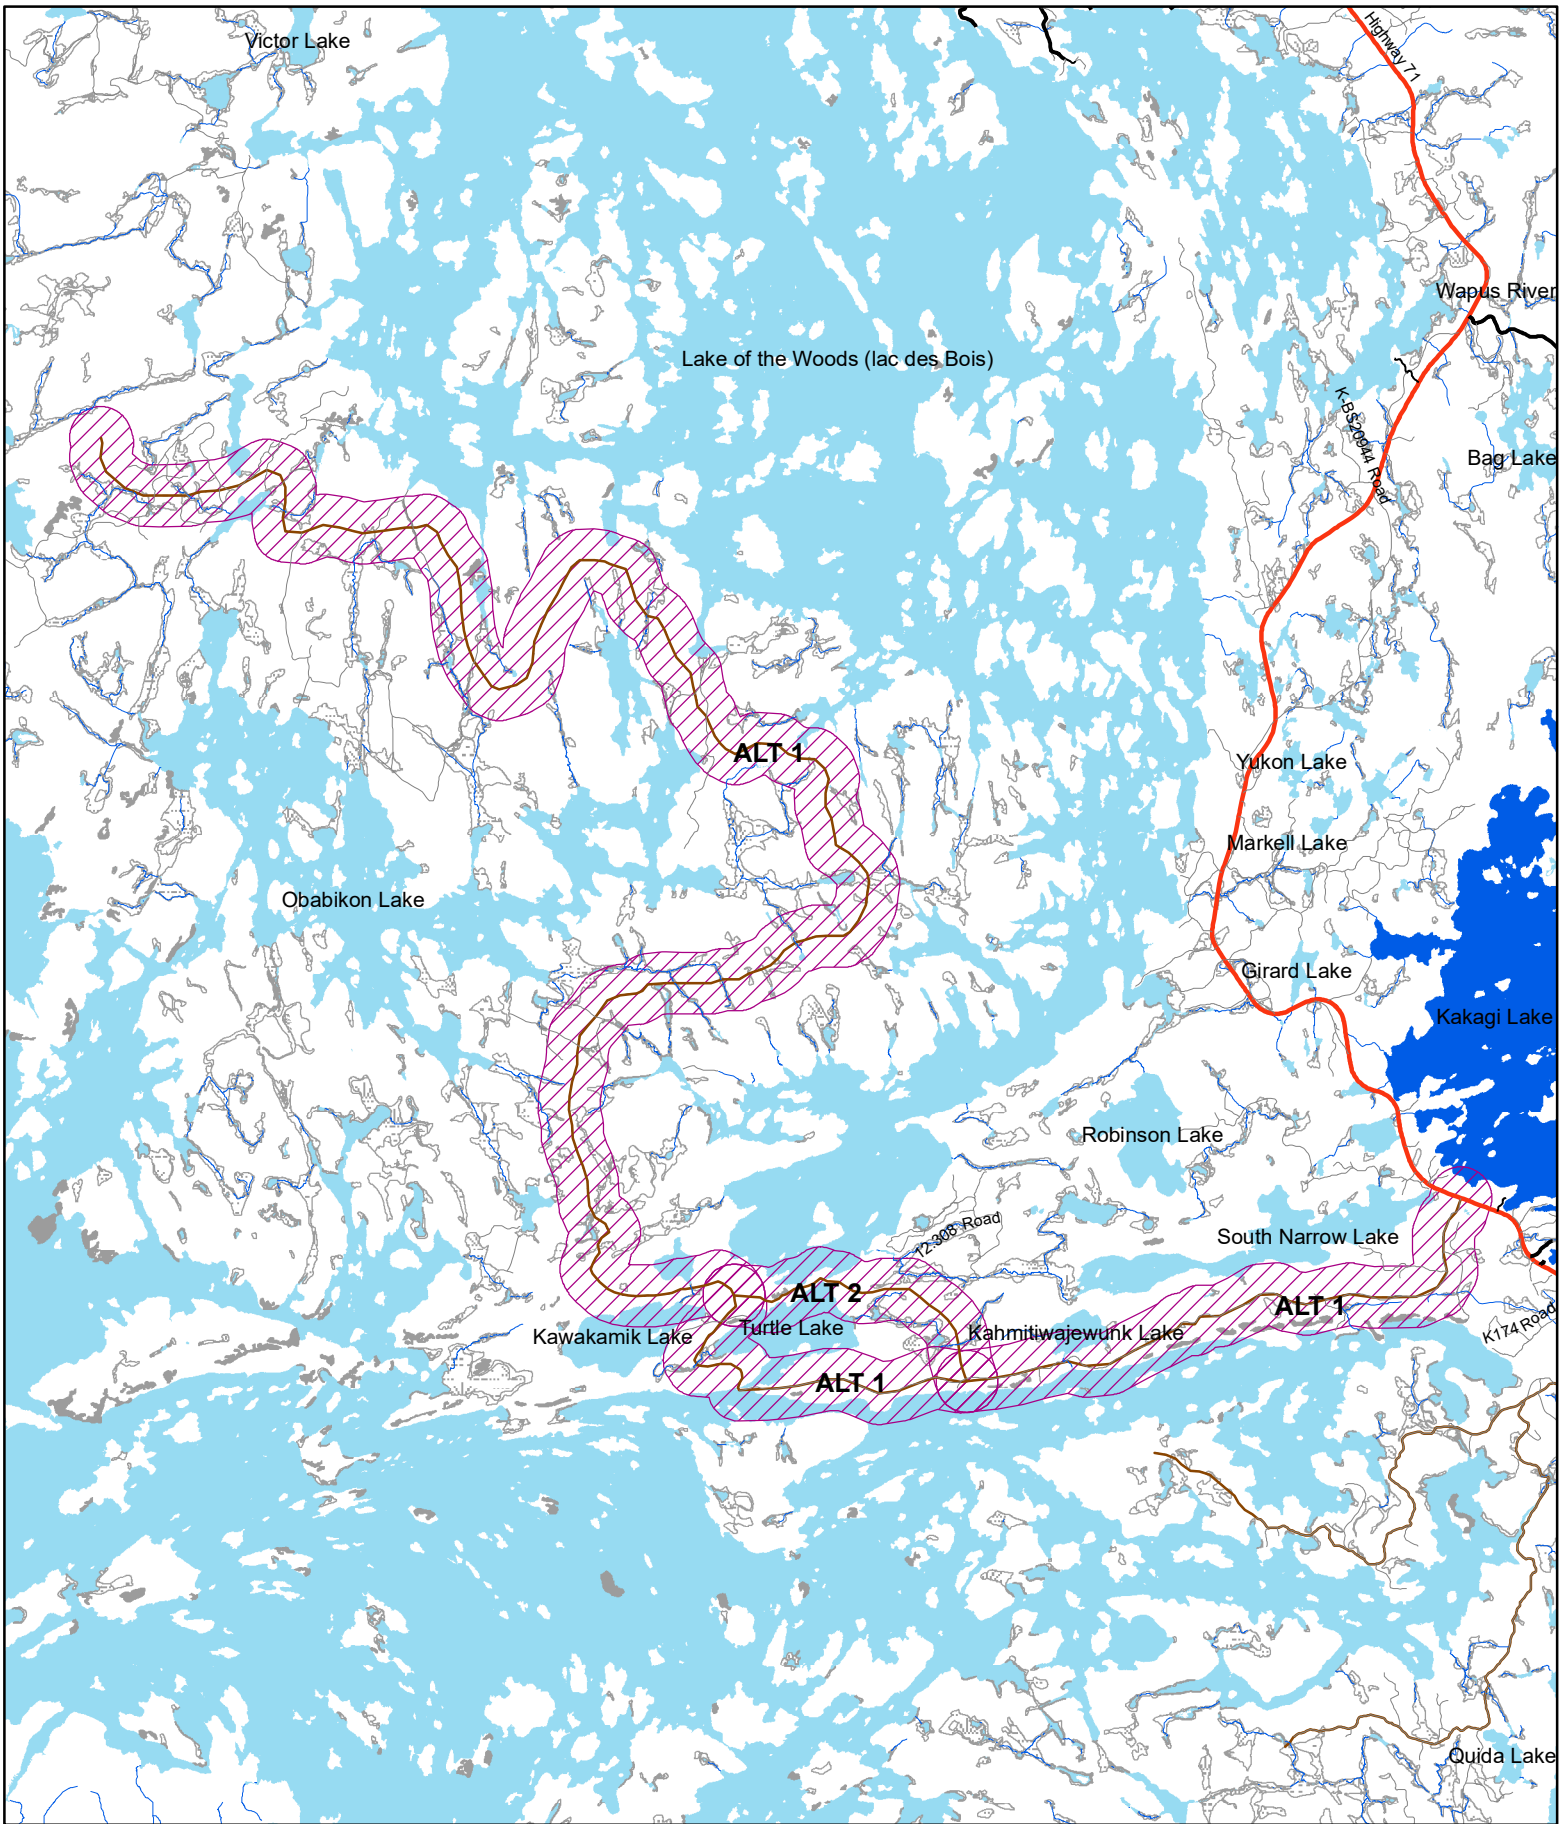 Victor Lake
Highway 71
Wapus River
Lake of the Woods (lac des Bois)
K-BS20944 Road
Bag Lake
ALT 1
Yukon Lake
Markell Lake
Obabikon Lake
Girard Lake
Kakagi Lake
Robinson Lake
12-308 Road
South Narrow Lake
ALT 2
ALT 1
Turtle Lake
Kawakamik Lake
Kahmitiwajewunk Lake
K174 Road
ALT 1
Quida Lake